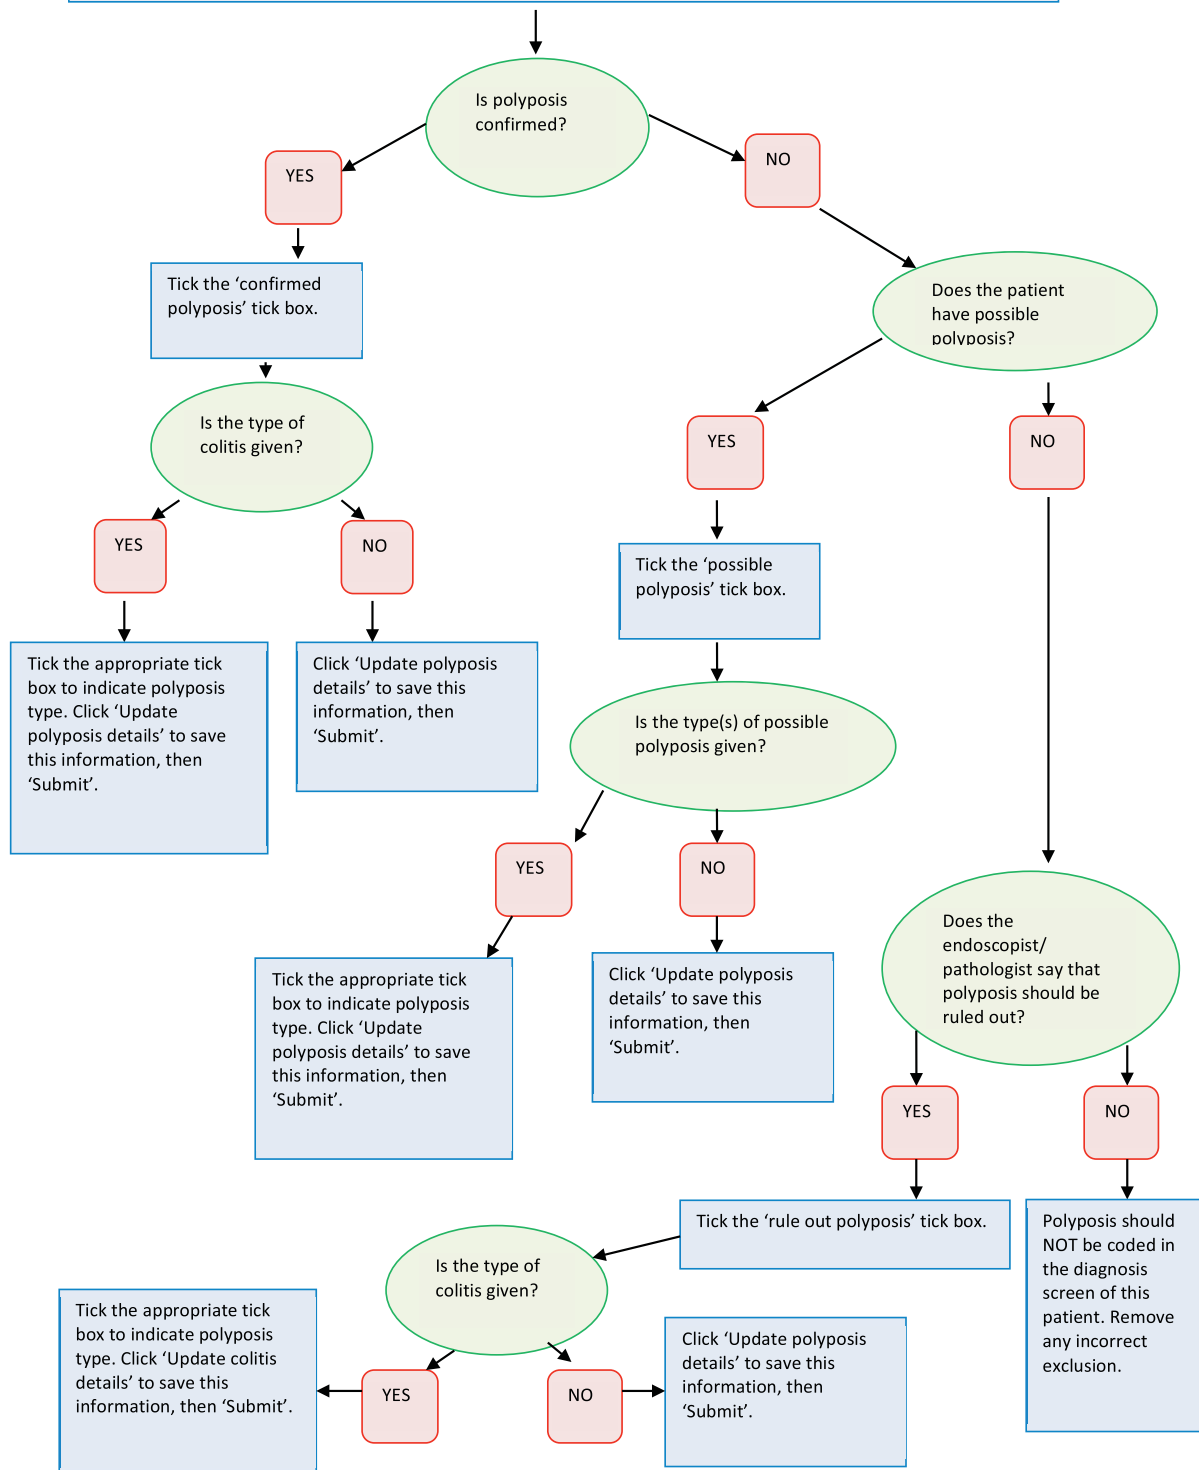 Is polyposis
confirmed?
YES
NO
Tick the ‘confirmed
polyposis’ tick box.
Does the patient
have possible
polyposis?
Is the type of
colitis given?
YES
NO
YES
NO
Tick the ‘possible
polyposis’ tick box.
Tick the appropriate tick
box to indicate polyposis
type. Click ‘Update
polyposis details’ to save
this information, then
‘Submit’.
Click ‘Update polyposis
details’ to save this
information, then
‘Submit’.
Is the type(s) of possible
polyposis given?
YES
NO
Does the
endoscopist/
pathologist say that
polyposis should be
ruled out?
Tick the appropriate tick
box to indicate polyposis
type. Click ‘Update
polyposis details’ to save
this information, then
‘Submit’.
Click ‘Update polyposis
details’ to save this
information, then
‘Submit’.
YES
NO
Tick the ‘rule out polyposis’ tick box.
Polyposis should
NOT be coded in
the diagnosis
screen of this
patient. Remove
any incorrect
exclusion.
Is the type of
colitis given?
Tick the appropriate tick
box to indicate polyposis
type. Click ‘Update colitis
details’ to save this
information, then ‘Submit’.
YES
NO
Click ‘Update polyposis
details’ to save this
information, then
‘Submit’.